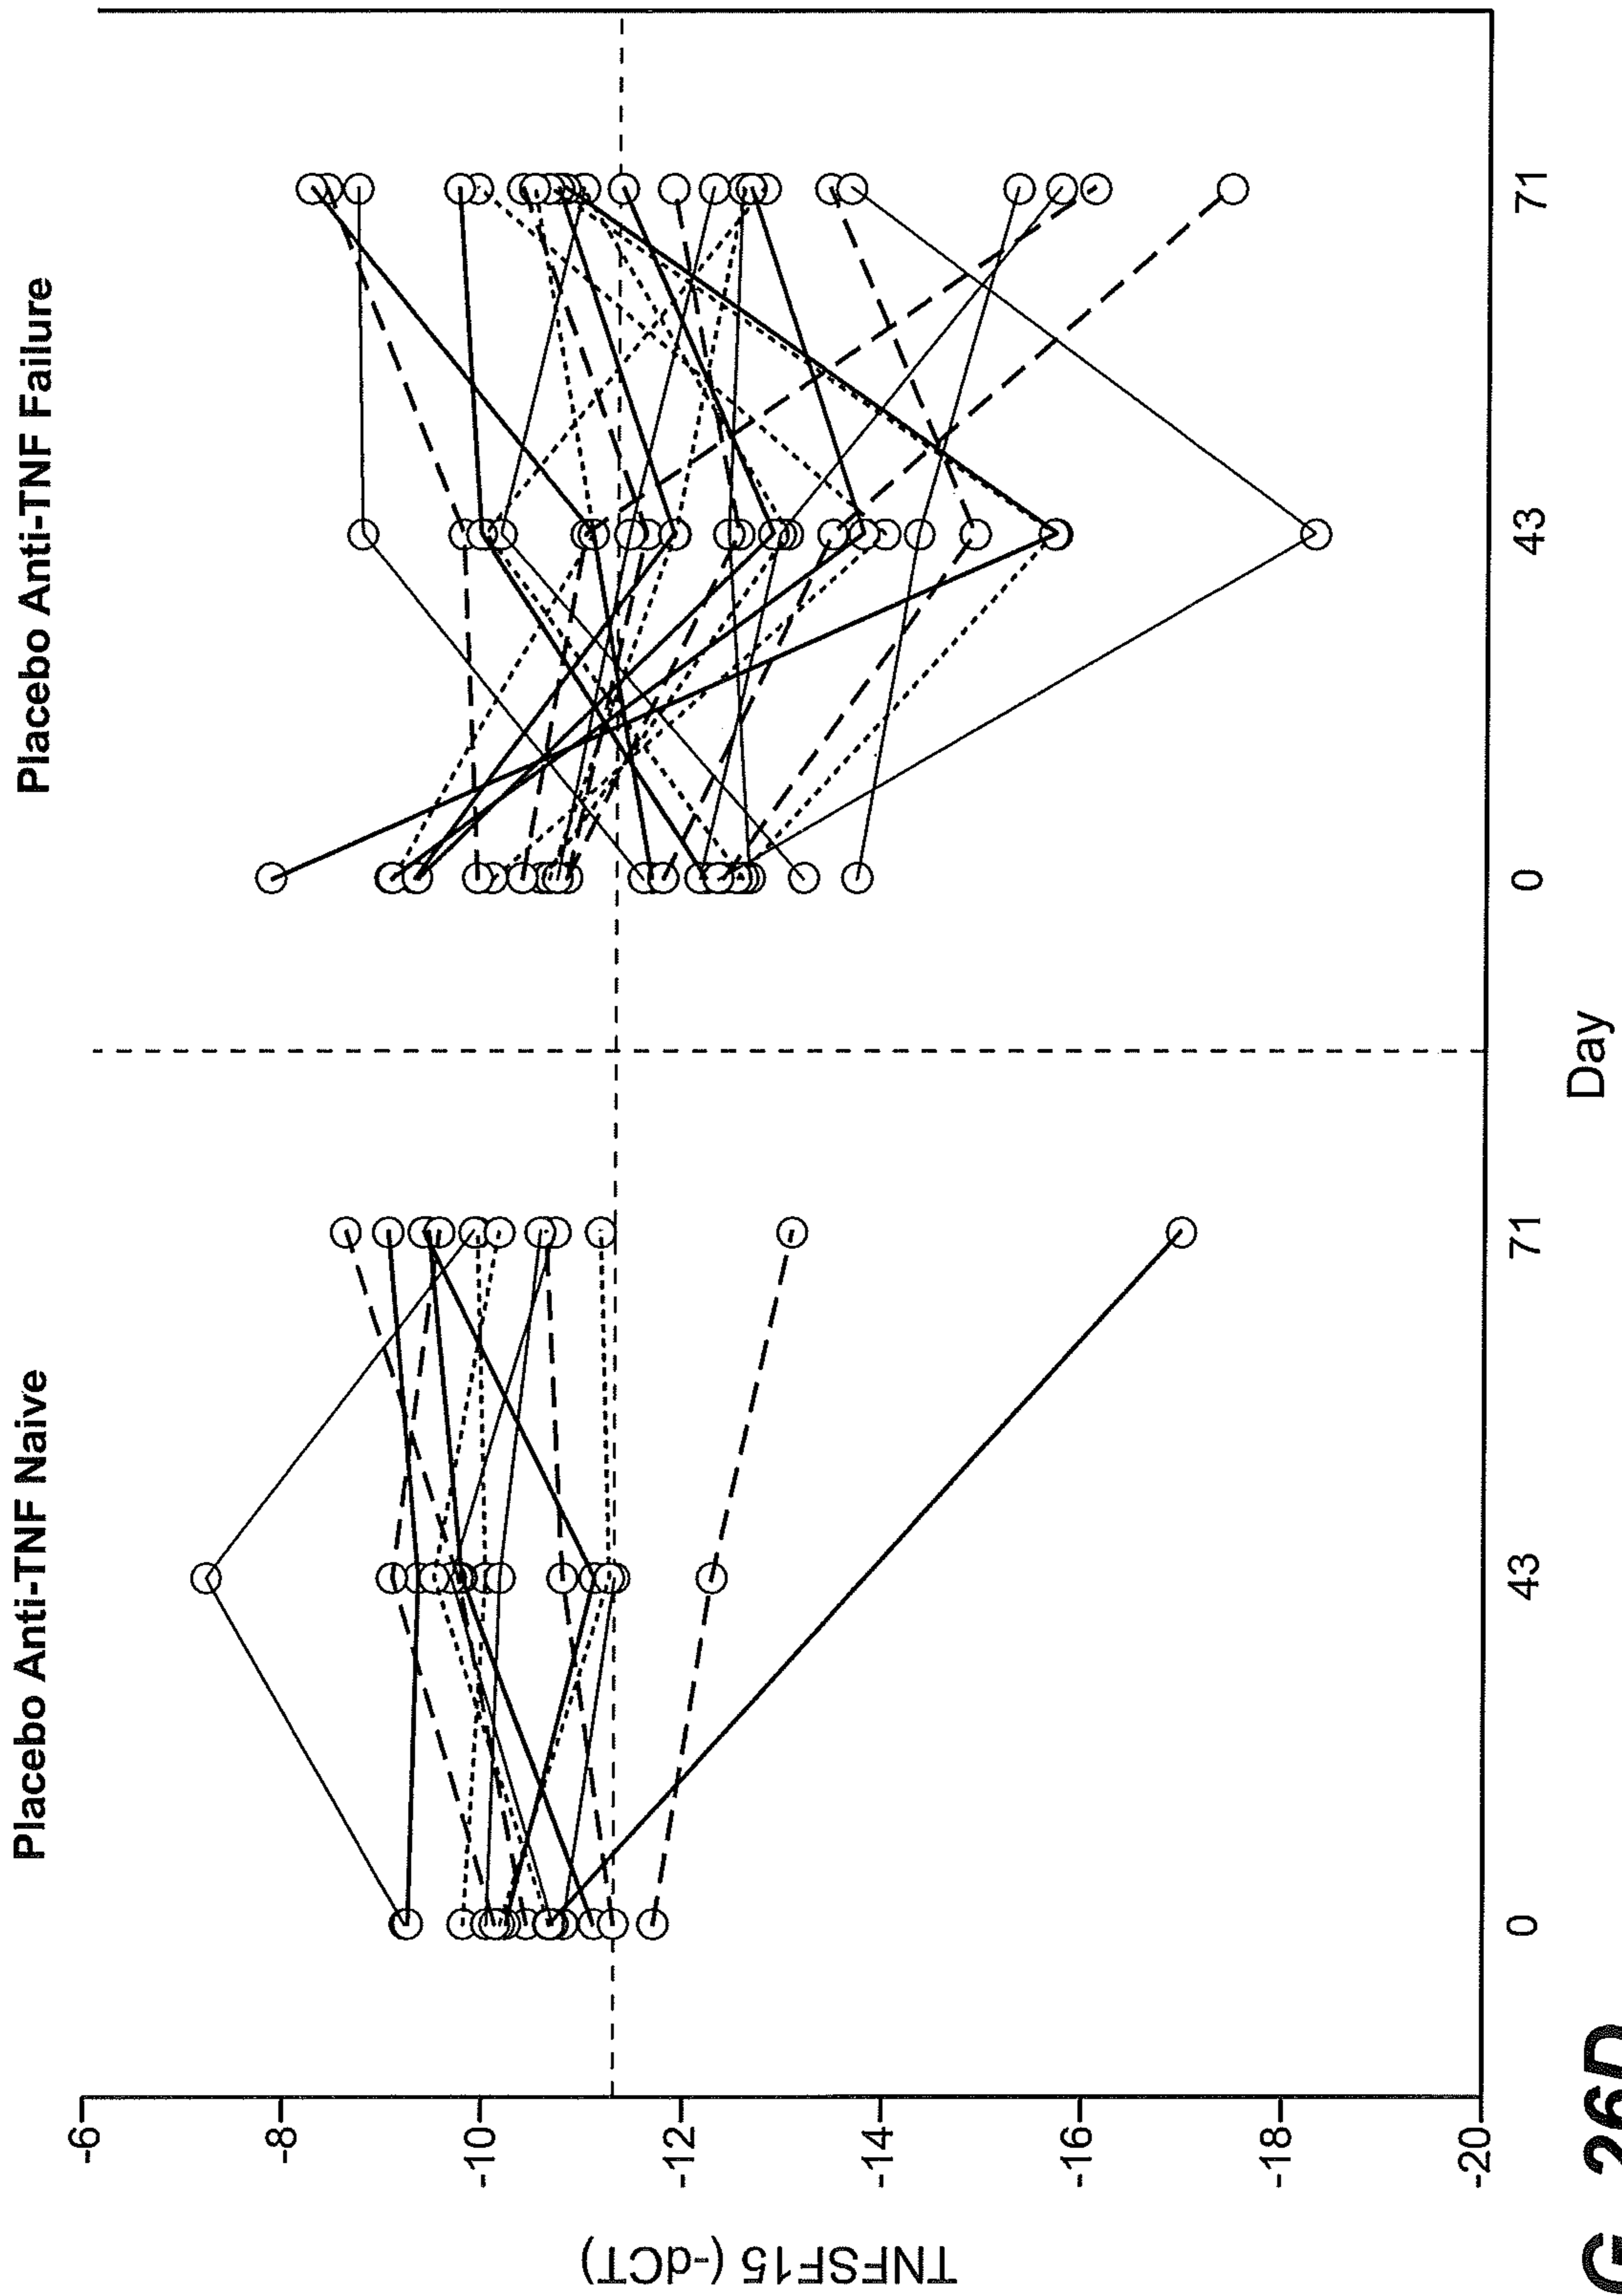 Placebo Anti-TNF Naive
Placebo Anti-TNF Failure
TNFSF15 (-dCT)
-6
-8
-10
-12
-14
-16
-18
-20
0
43
71
0
43
71
Day
G. 26D